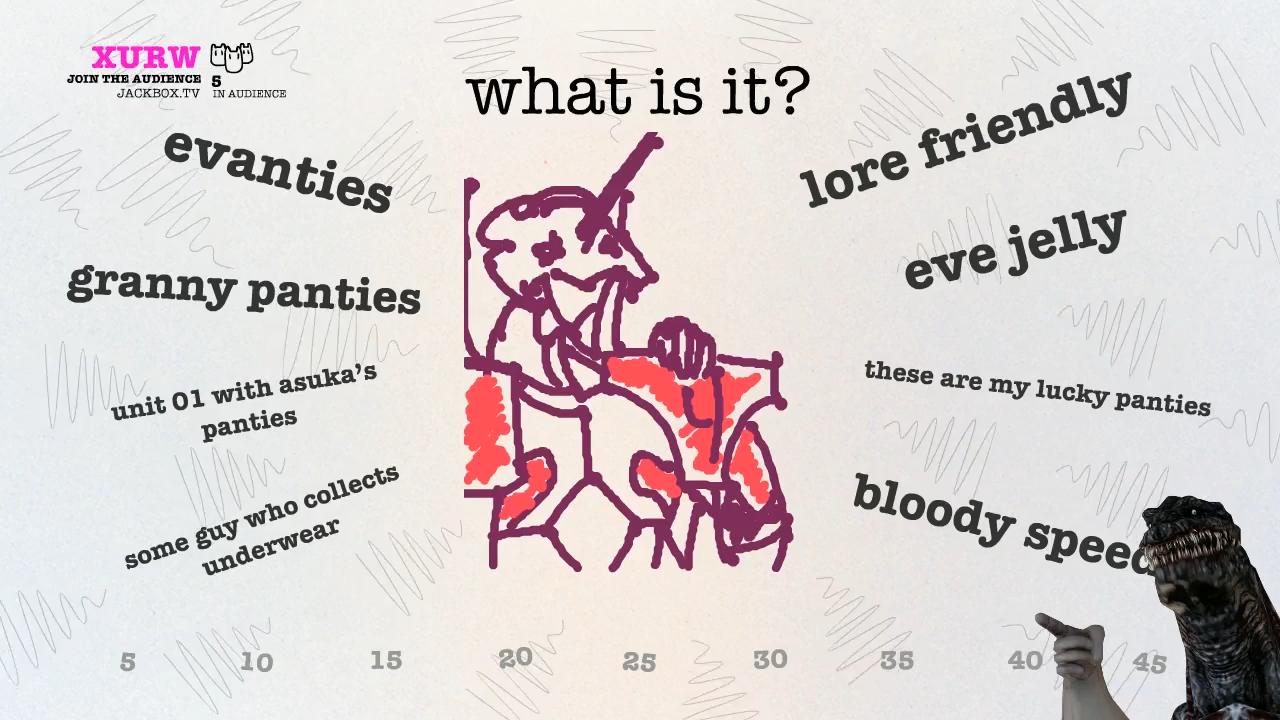 XURW
JOIN THE AUDIENCE 5
JACKBOX.TV IN AUDIENCE
what is it?
evanties
granny panties
unit 01 with asuka's
panties
some guy who collects
underwear
lore friendly
eve jelly
these are my lucky panties
bloody speed
5 10 15 20 25 30 35 40 45